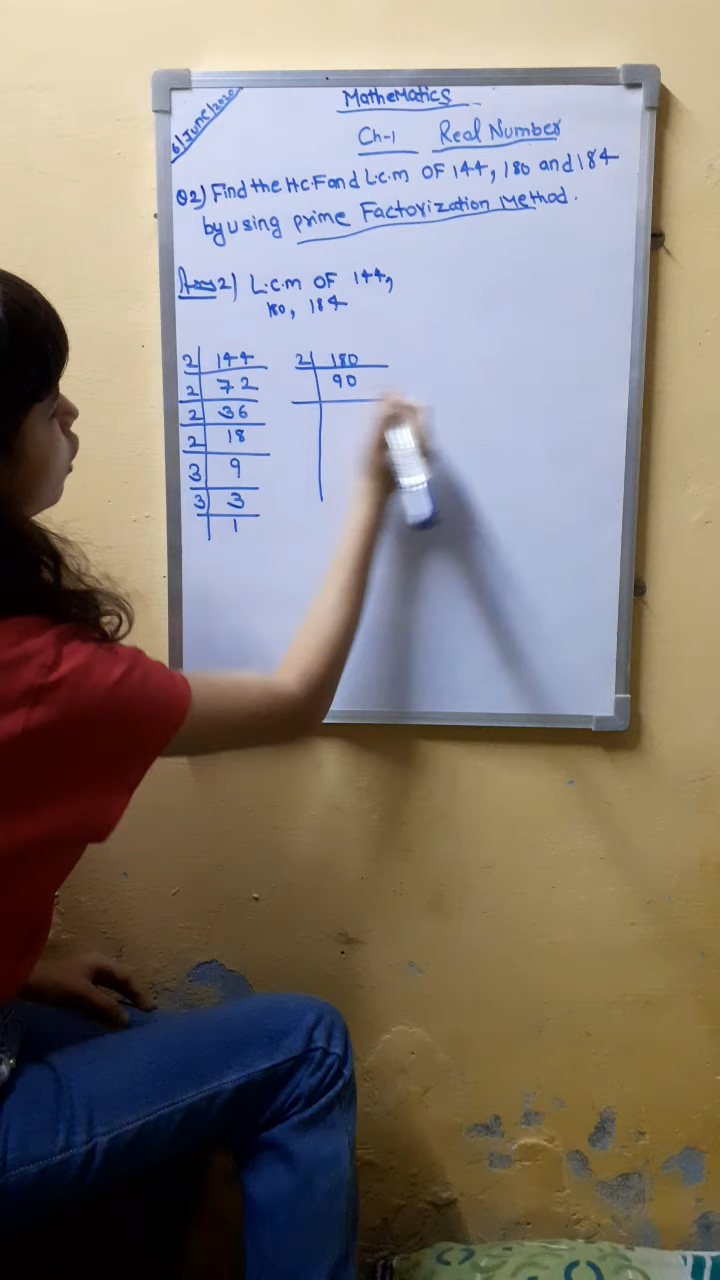 6/June/2020
Mathematics
Ch-1 Real Number
Q2) Find the H.C.F and L.c.m OF 144, 180 and 184
by using prime Factorization Method.
Ans 2) L.c.m OF 144,
180, 184
2 144
2 72
2 36
2 18
3 9
3 3
1
2 180
90